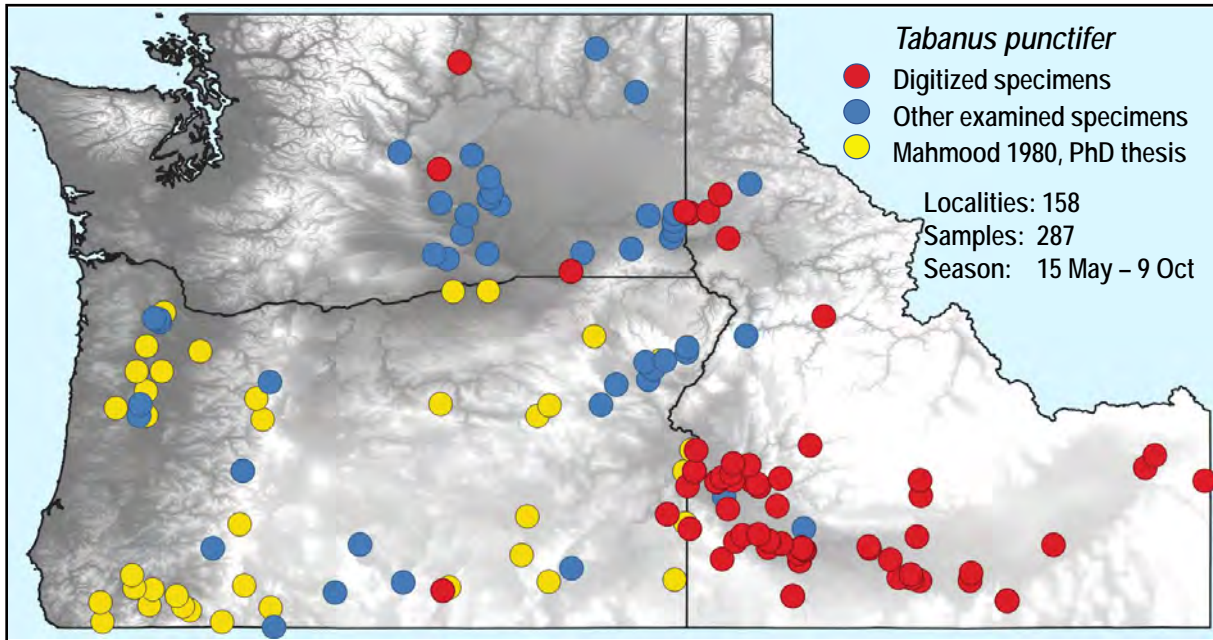 Tabanus punctifer
Digitized specimens
Other examined specimens
Mahmood 1980, PhD thesis
Localities: 158
Samples: 287
Season: 15 May – 9 Oct